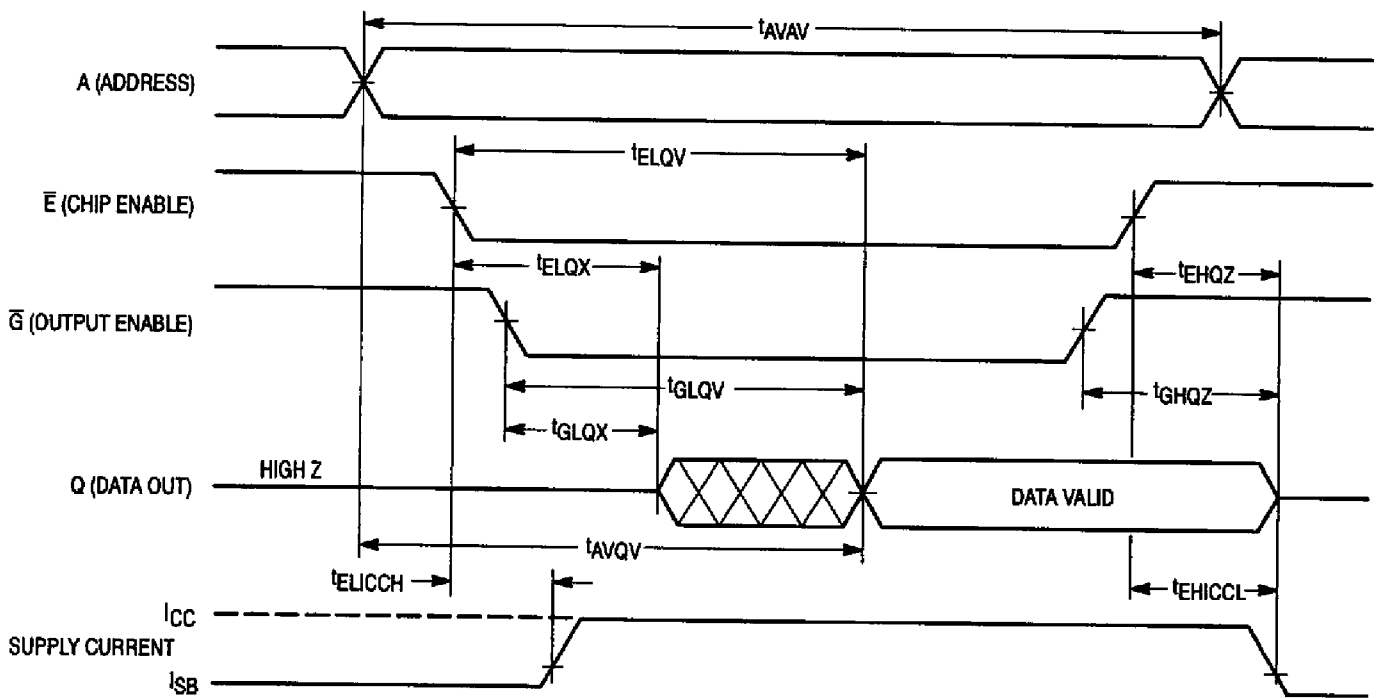 tAVAV
A (ADDRESS)
tELQV
E̅ (CHIP ENABLE)
tELQX
tEHQZ
G̅ (OUTPUT ENABLE)
tGLQV
tGHQZ
tGLQX
HIGH Z
Q (DATA OUT)
DATA VALID
tAVQV
tELICCH
tEHICCL
ICC
SUPPLY CURRENT
ISB